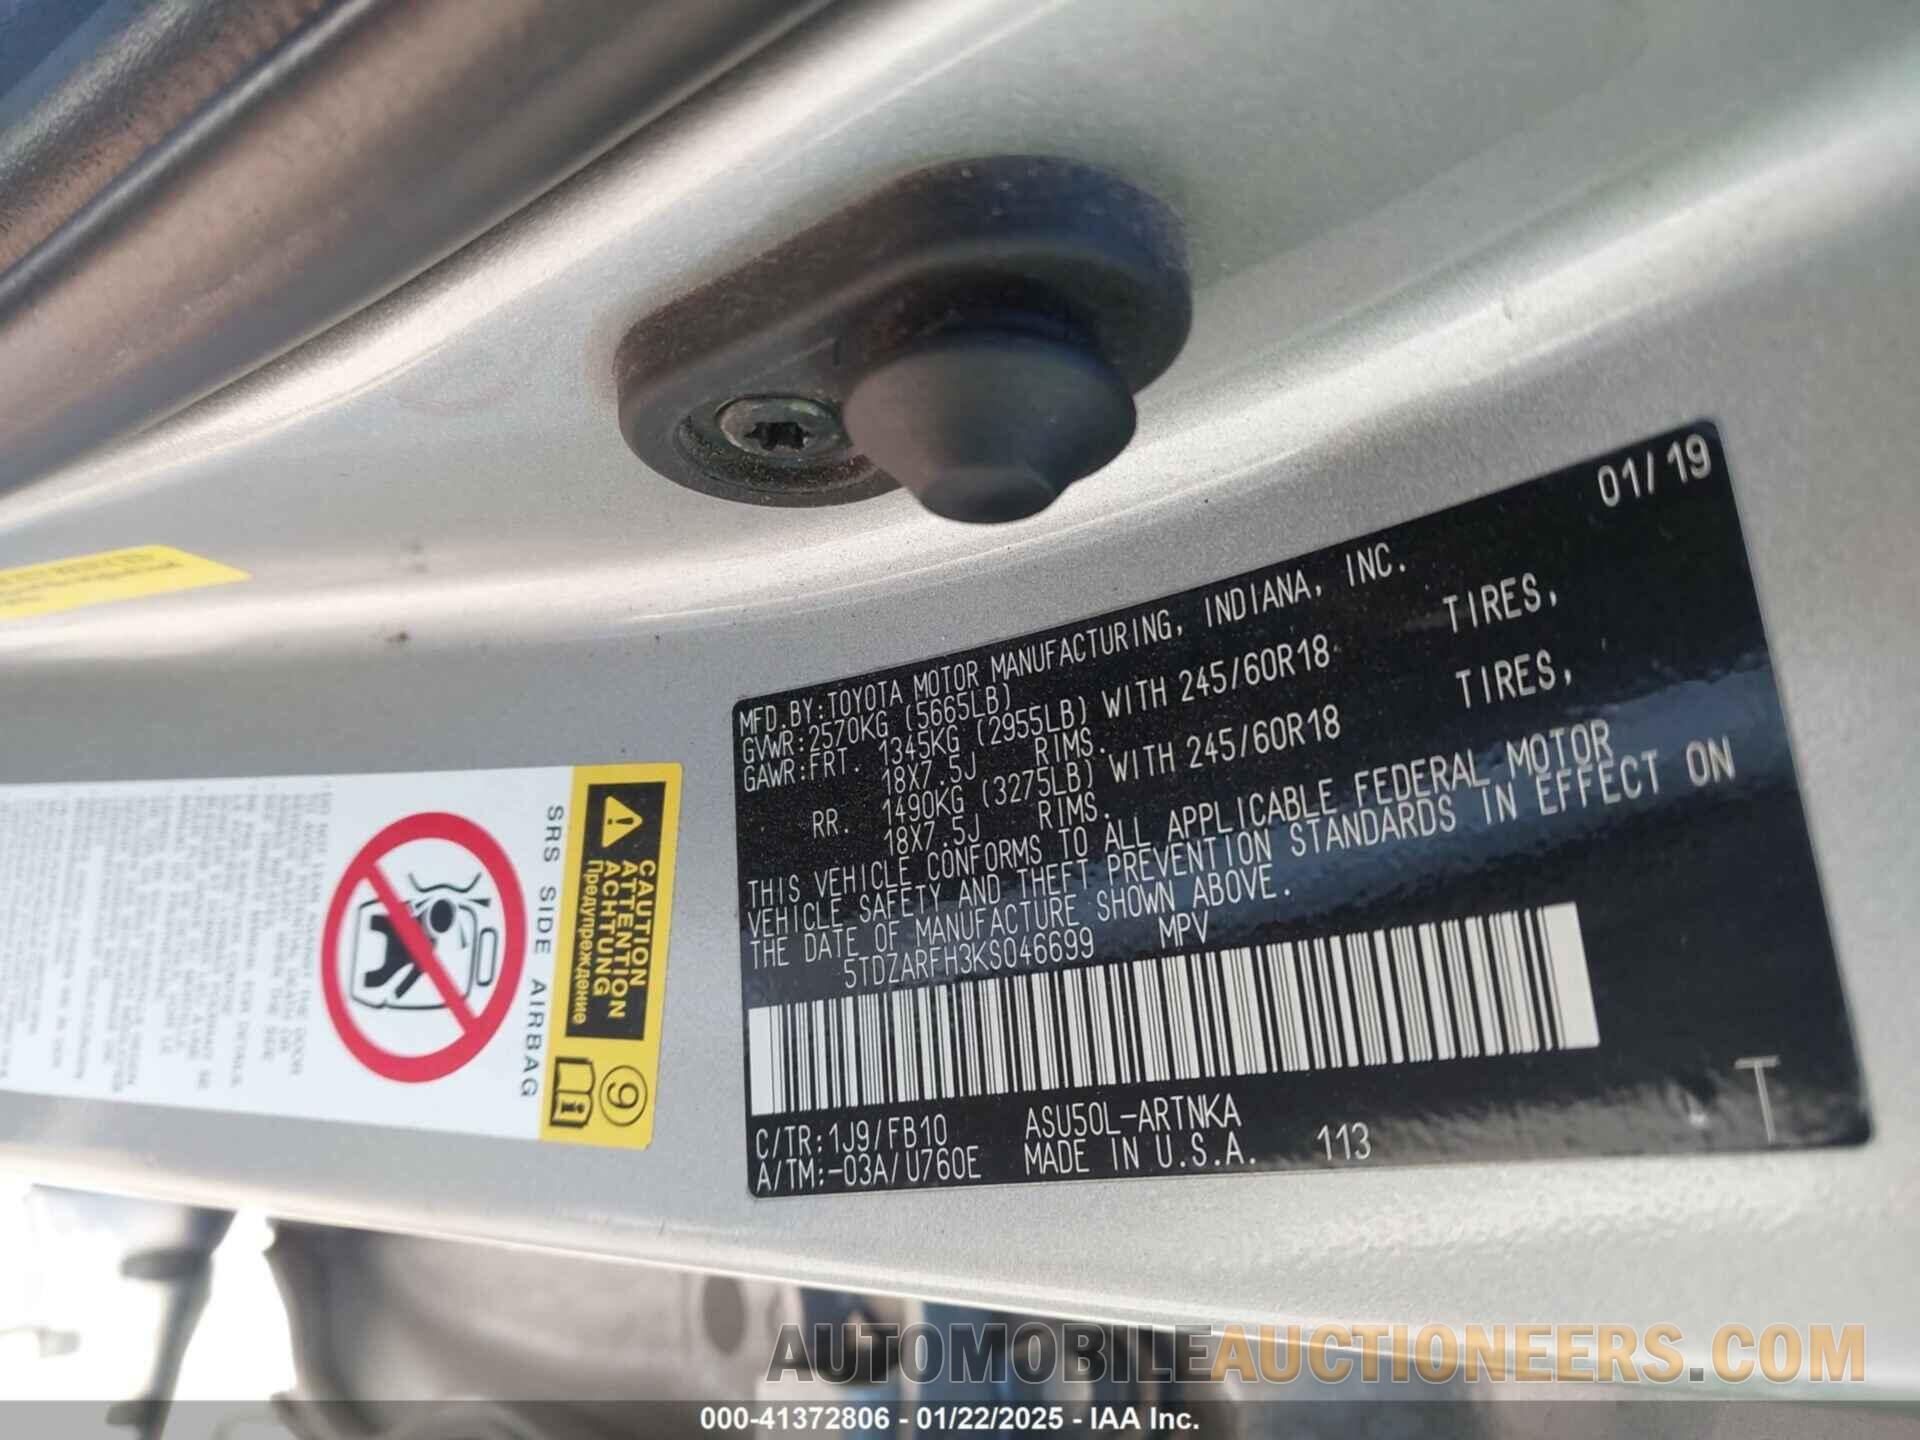 01/19
MFD.BY:TOYOTA MOTOR MANUFACTURING, INDIANA, INC.
GVWR:2570KG (5665LB)
GAWR:FRT. 1345KG (2955LB) WITH 245/60R18 TIRES,
18X7.5J RIMS.
RR. 1490KG (3275LB) WITH 245/60R18 TIRES,
18X7.5J RIMS.
THIS VEHICLE CONFORMS TO ALL APPLICABLE FEDERAL MOTOR
VEHICLE SAFETY AND THEFT PREVENTION STANDARDS IN EFFECT ON
THE DATE OF MANUFACTURE SHOWN ABOVE.
5TDZARFH3KS046699 MPV
C/TR:1J9/FB10 ASU50L-ARTNKA
A/TM:-03A/U760E MADE IN U.S.A. 113
T
CAUTION
ATTENTION
ACHTUNG
Предупреждение
9
SRS SIDE AIRBAG
AUTOMOBILEAUCTIONEERS.COM
000-41372806 - 01/22/2025 - IAA Inc.